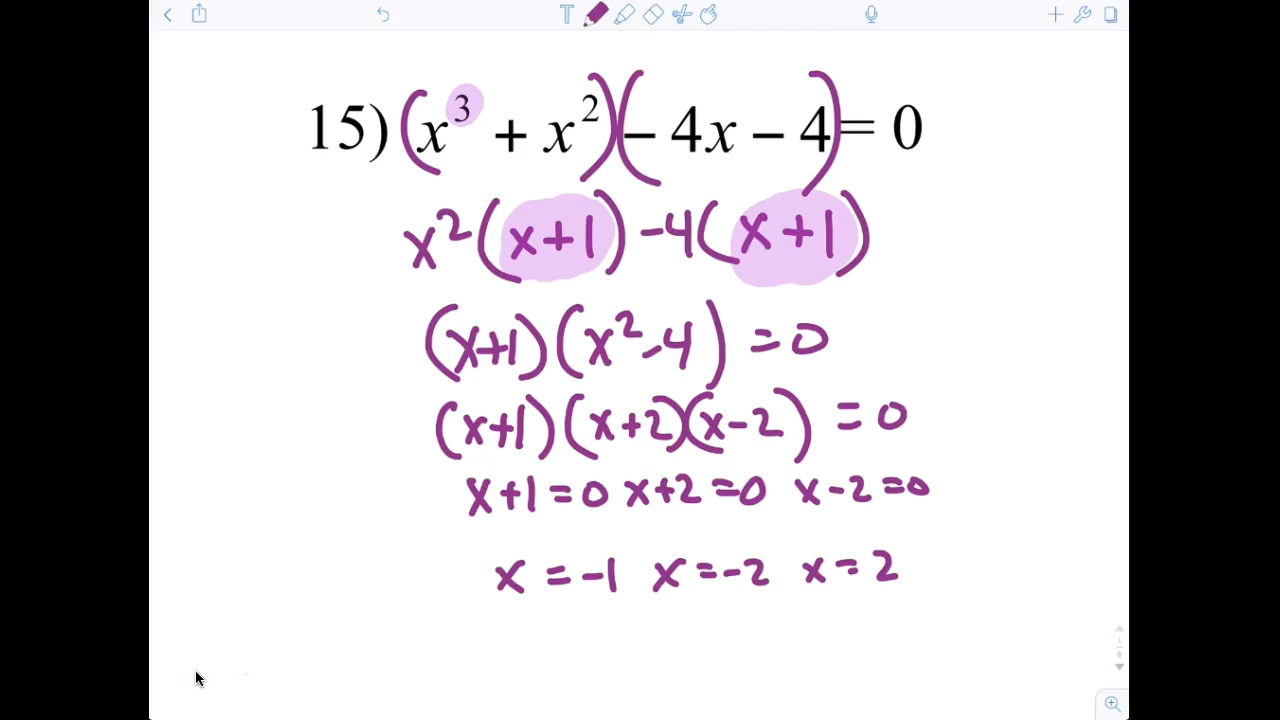 15) (x³ + x²)(− 4x − 4) = 0
x²(x+1) -4(x+1)
(x+1)(x²-4) = 0
(x+1)(x+2)(x-2) = 0
x+1=0 x+2=0 x-2=0
x = -1 x=-2 x=2